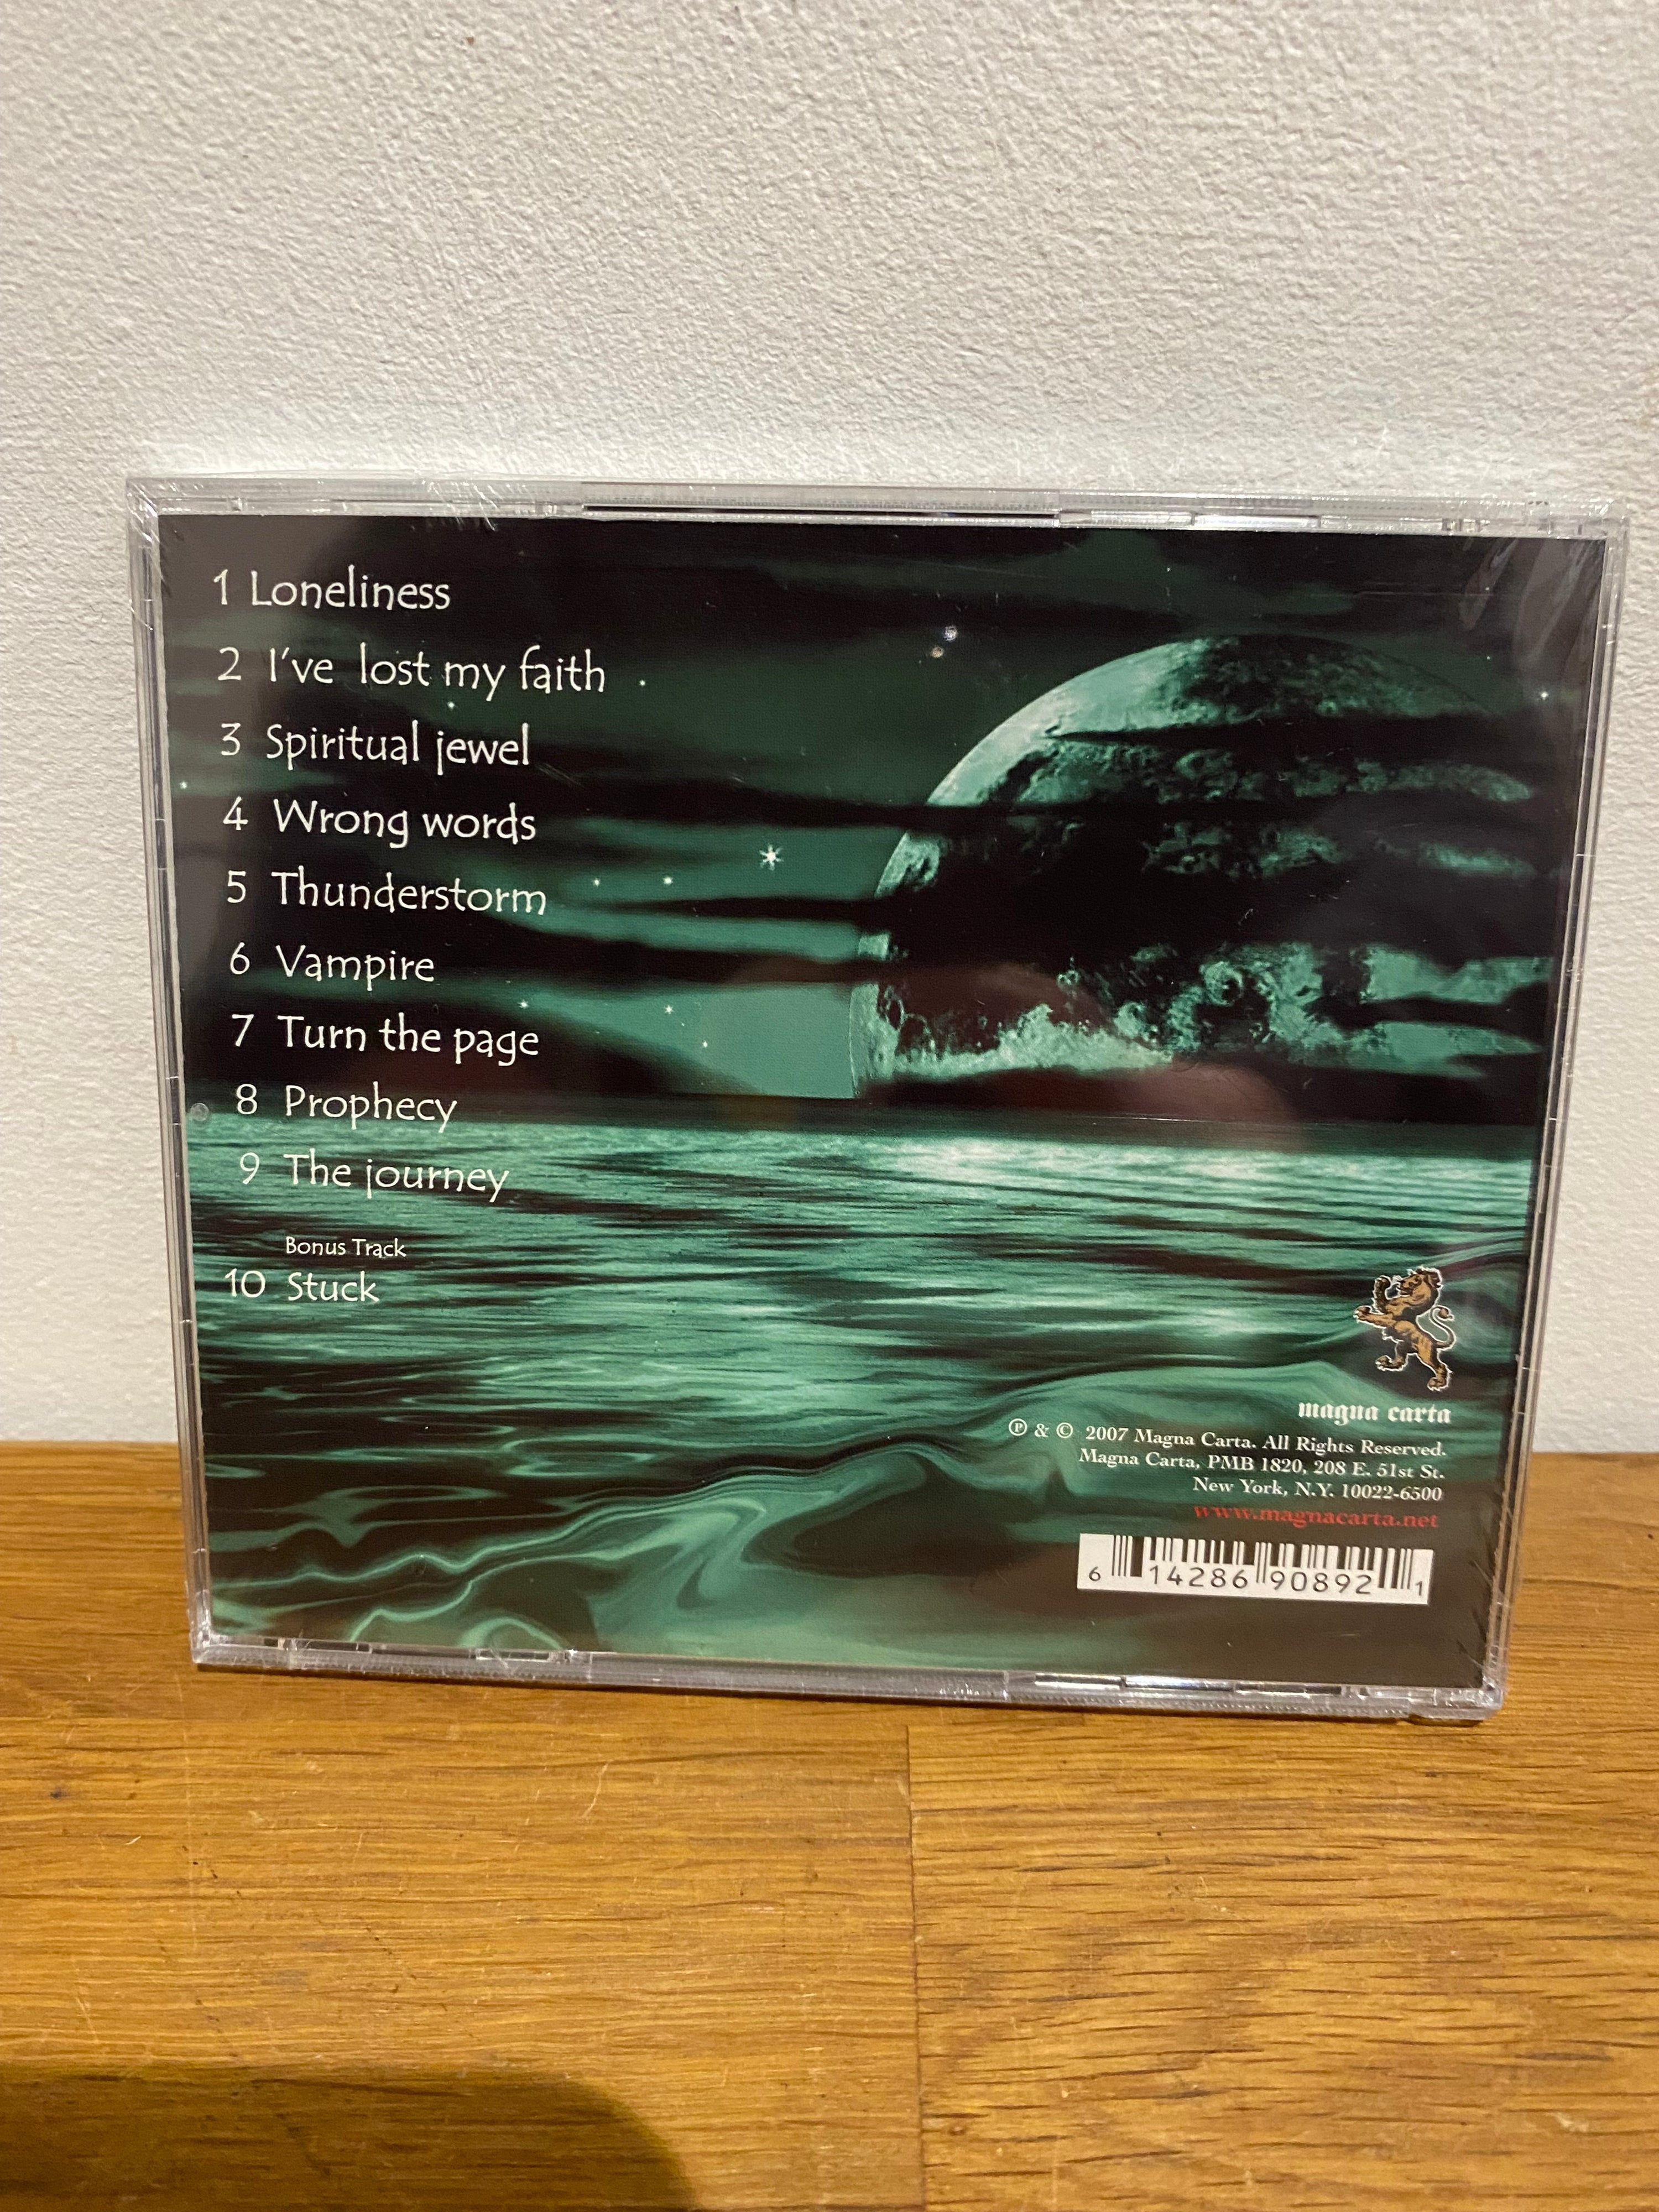 1 Loneliness
2 I've lost my faith
3 Spiritual jewel
4 Wrong words
5 Thunderstorm
6 Vampire
7 Turn the page
8 Prophecy
9 The journey
Bonus Track
10 Stuck
magna carta
℗ & © 2007 Magna Carta. All Rights Reserved.
Magna Carta, PMB 1820, 208 E. 51st St.
New York, N.Y. 10022-6500
www.magnacarta.net
6 14286 90892 1